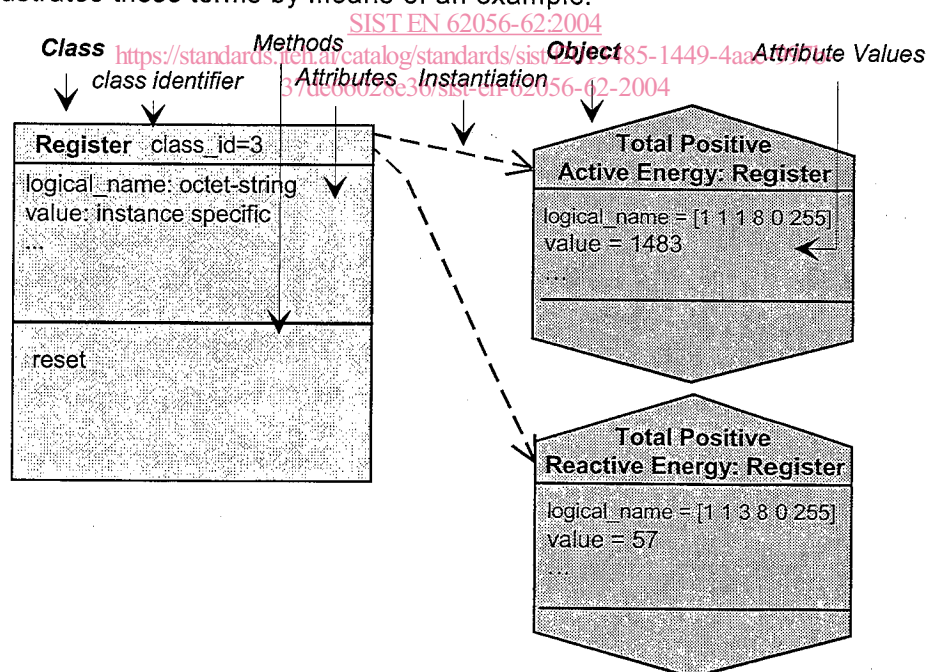 ustrates these terms by means of an example.
SIST EN 62056-62:2004
https://standards.iteh.ai/catalog/standards/sist
485-1449-4aa
37de66028e36/sist-en-62056-62-2004
Class
class identifier
Methods
Attributes
Instantiation
Object
Attribute Values
Register class_id=3
logical_name: octet-string
value: instance specific
...
reset
Total Positive
Active Energy: Register
logical_name = [1 1 1 8 0 255]
value = 1483
...
Total Positive
Reactive Energy: Register
logical_name = [1 1 3 8 0 255]
value = 57
...